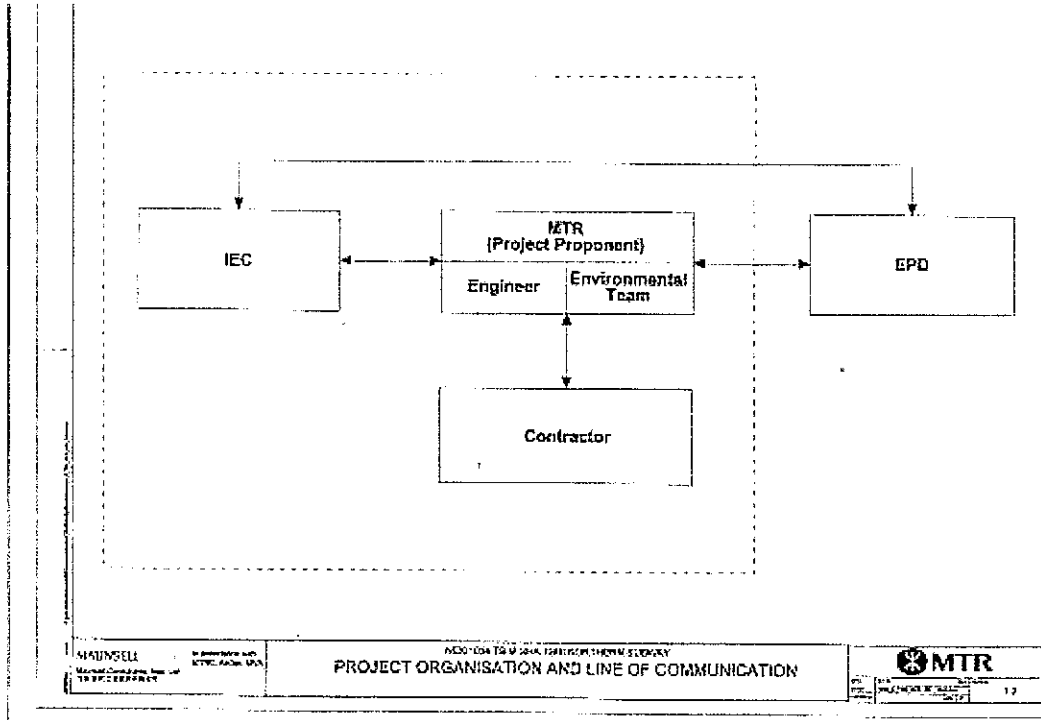 IEC
MTR
(Project Proponent)
Engineer
Environmental
Team
EPD
Contractor
MAUNSELL
PROJECT ORGANISATION AND LINE OF COMMUNICATION
MTR